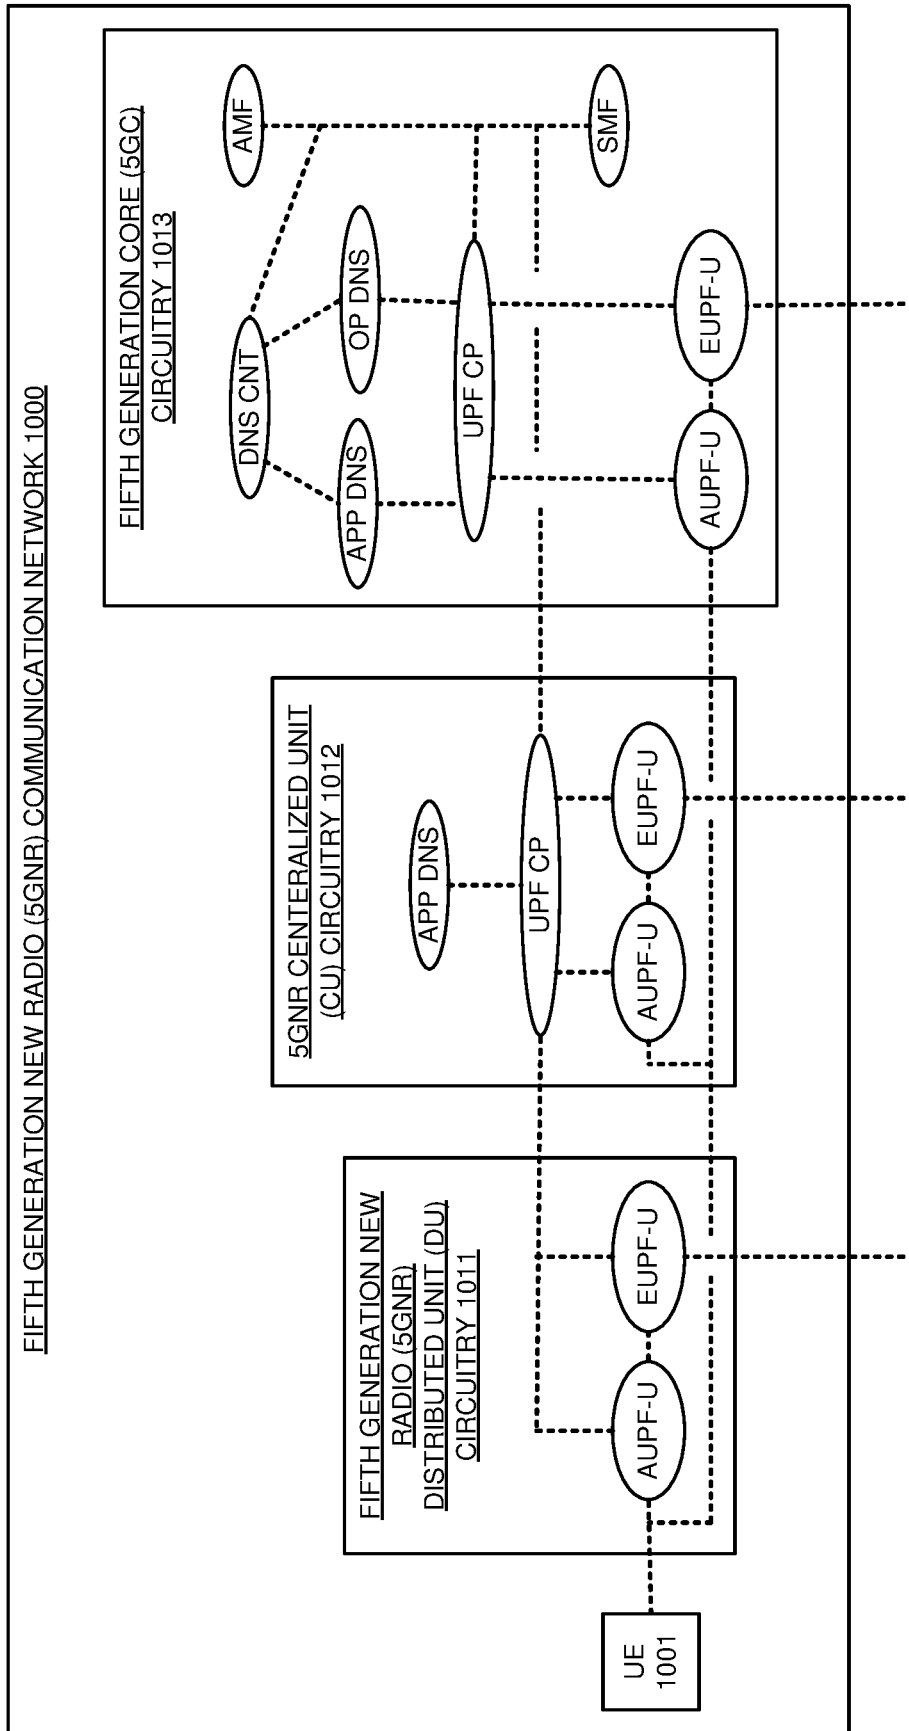 FIFTH GENERATION NEW RADIO (5GNR) COMMUNICATION NETWORK 1000
UE
1001
FIFTH GENERATION NEW
RADIO (5GNR)
DISTRIBUTED UNIT (DU)
CIRCUITRY 1011
AUPF-U
EUPF-U
5GNR CENTERALIZED UNIT
(CU) CIRCUITRY 1012
APP DNS
UPF CP
AUPF-U
EUPF-U
FIFTH GENERATION CORE (5GC)
CIRCUITRY 1013
DNS CNT
AMF
APP DNS
OP DNS
UPF CP
SMF
AUPF-U
EUPF-U